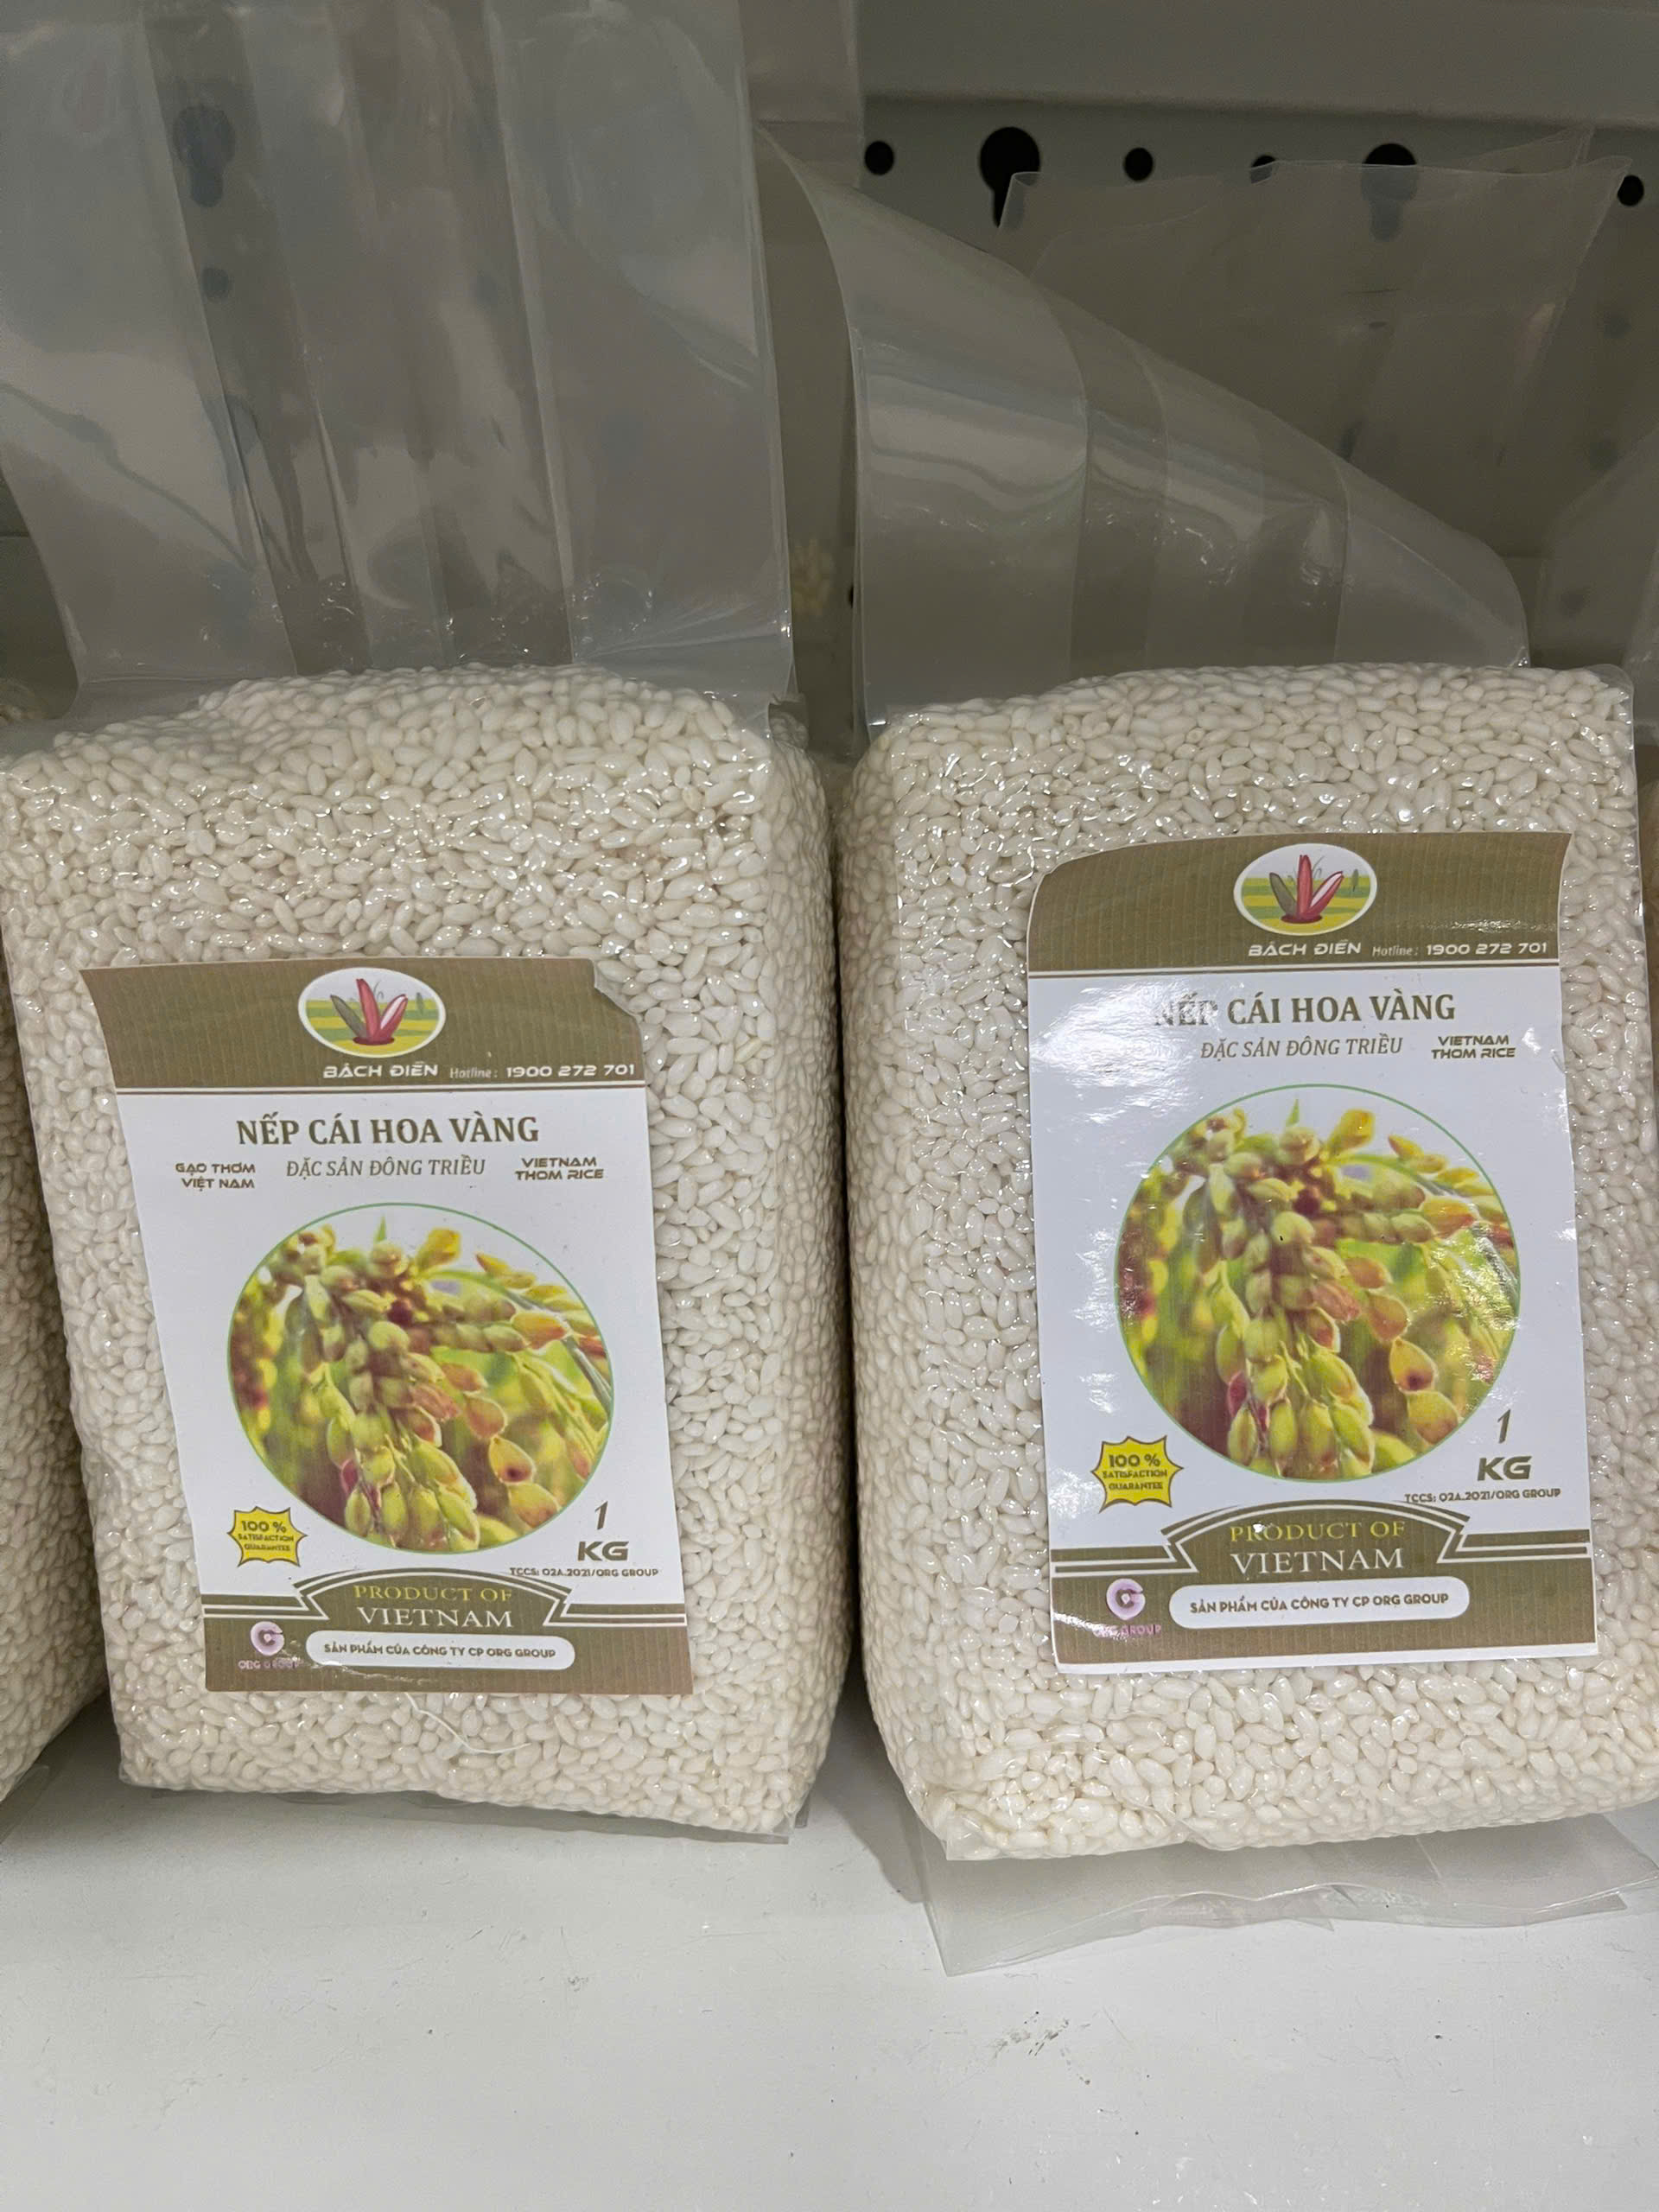 BÁCH ĐIỀN Hotline: 1900 272 701
NẾP CÁI HOA VÀNG
GẠO THƠM
VIỆT NAM
ĐẶC SẢN ĐÔNG TRIỀU
VIETNAM
THOM RICE
100 %
SATISFACTION
GUARANTEE
1
KG
TCCS: 02A.2021/ORG GROUP
PRODUCT OF
VIETNAM
ORG GROUP
SẢN PHẨM CỦA CÔNG TY CP ORG GROUP
BÁCH ĐIỀN Hotline: 1900 272 701
NẾP CÁI HOA VÀNG
ĐẶC SẢN ĐÔNG TRIỀU
VIETNAM
THOM RICE
100 %
SATISFACTION
GUARANTEE
1
KG
TCCS: 02A.2021/ORG GROUP
PRODUCT OF
VIETNAM
ORG GROUP
SẢN PHẨM CỦA CÔNG TY CP ORG GROUP